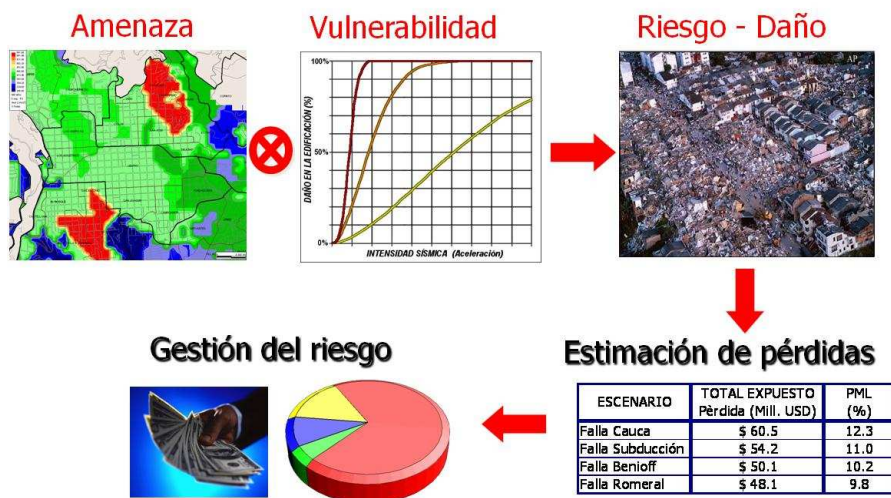 Amenaza
Vulnerabilidad
Riesgo - Daño
100%
50%
0%
DAÑO EN LA EDIFICACIÓN (%)
INTENSIDAD SÍSMICA (Aceleración)
AP
Gestión del riesgo
Estimación de pérdidas
ESCENARIO TOTAL EXPUESTO PML
Pèrdida (Mill. USD) (%)
Falla Cauca $ 60.5 12.3
Falla Subducción $ 54.2 11.0
Falla Benioff $ 50.1 10.2
Falla Romeral $ 48.1 9.8